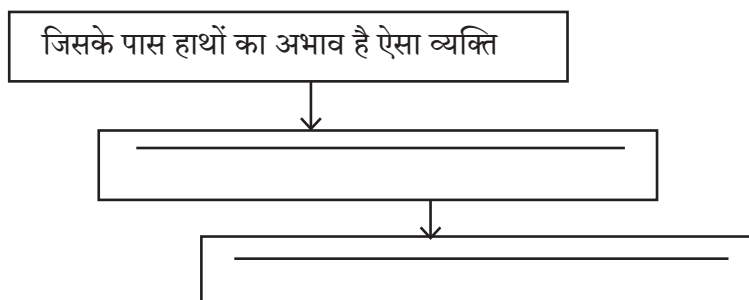 जिसके पास हाथों का अभाव है ऐसा व्यक्ति